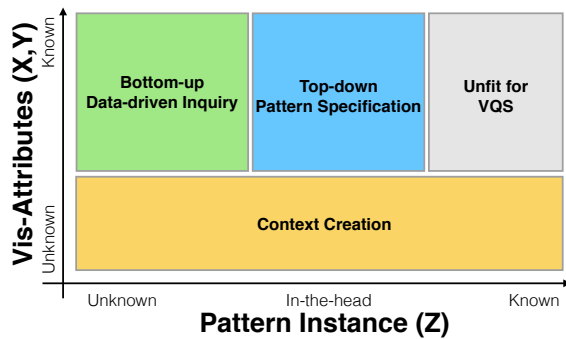 Vis-Attributes (X,Y)
Known
Unknown
Bottom-up
Data-driven Inquiry
Top-down
Pattern Specification
Unfit for
VQS
Context Creation
Unknown
In-the-head
Known
Pattern Instance (Z)